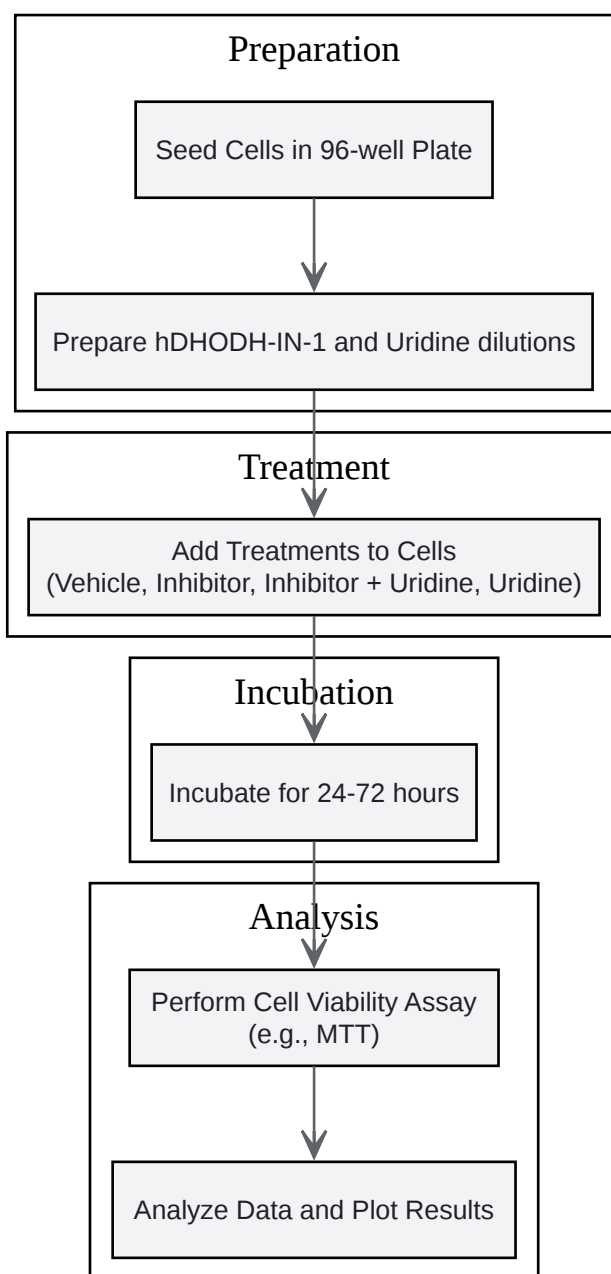 Preparation
Seed Cells in 96-well Plate
Prepare hDHODH-IN-1 and Uridine dilutions
Treatment
Add Treatments to Cells
(Vehicle, Inhibitor, Inhibitor + Uridine, Uridine)
Incubation
Incubate for 24-72 hours
Analysis
Perform Cell Viability Assay
(e.g., MTT)
Analyze Data and Plot Results